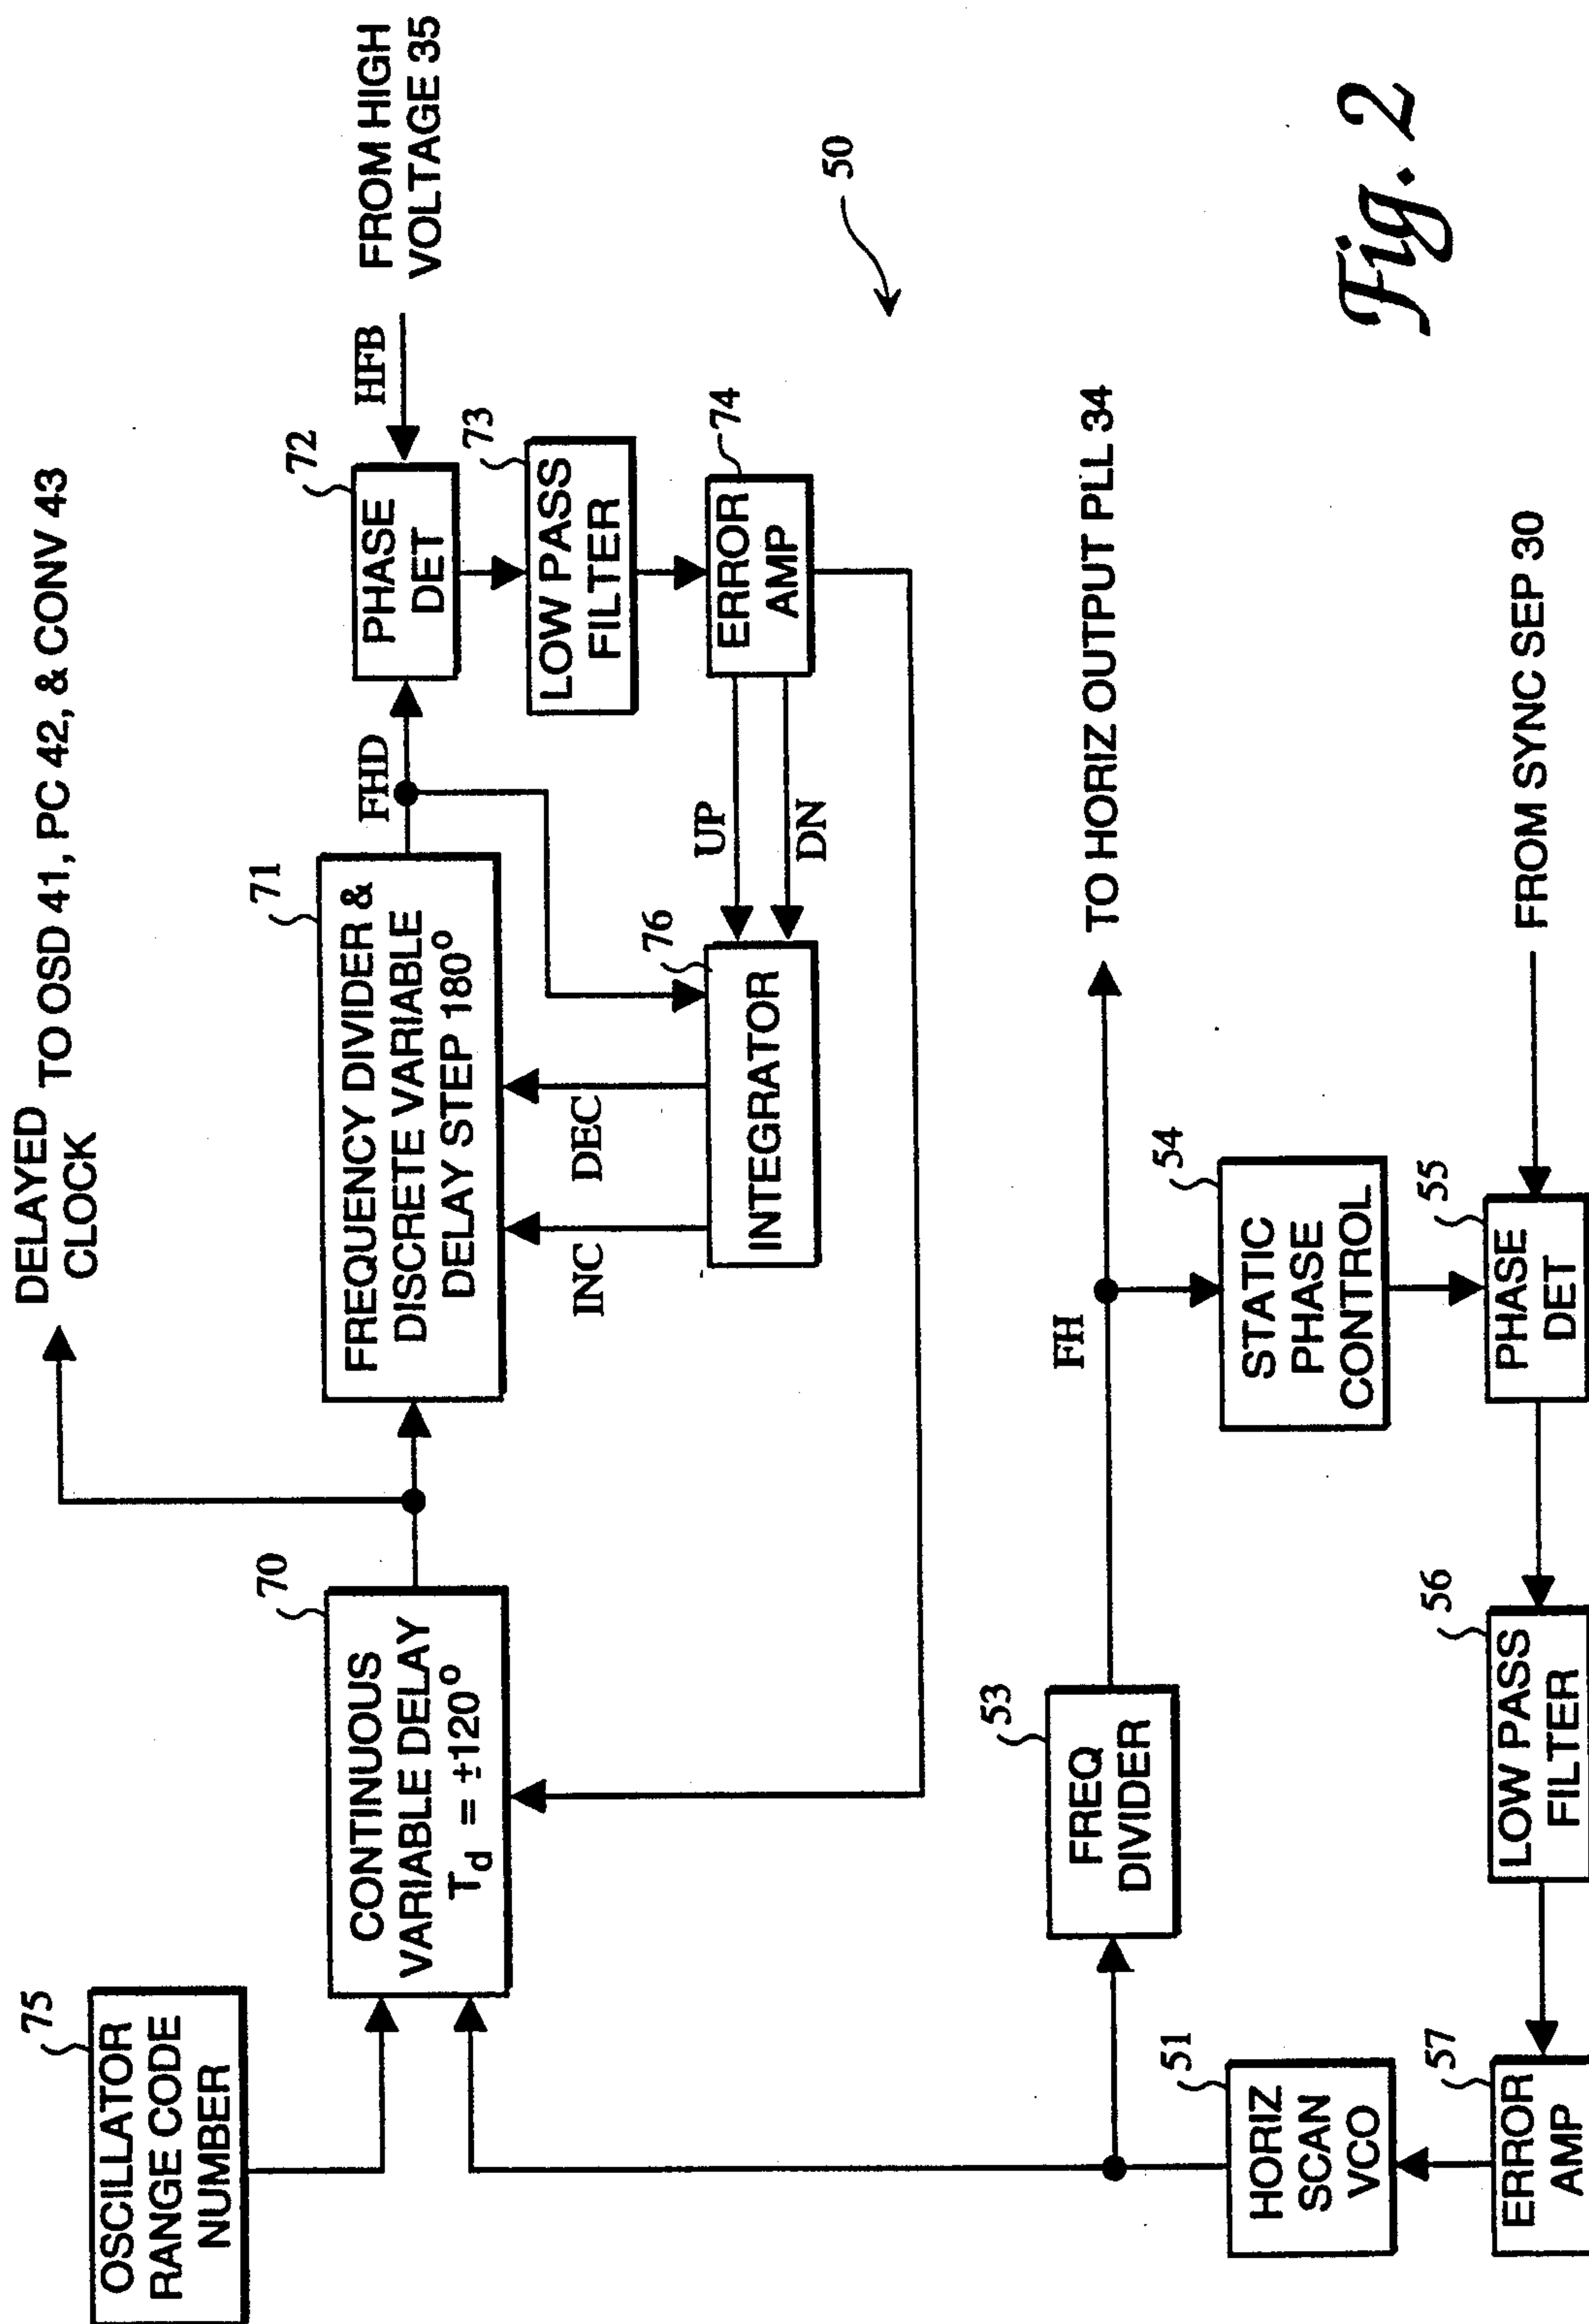 DELAYED
CLOCK
TO OSD 41, PC 42, & CONV 43
75
OSCILLATOR
RANGE CODE
NUMBER
70
CONTINUOUS
VARIABLE DELAY
Td = ±120°
71
FREQUENCY DIVIDER &
DISCRETE VARIABLE
DELAY STEP 180°
FHD
72
PHASE
DET
HFB
FROM HIGH
VOLTAGE 35
73
LOW PASS
FILTER
74
ERROR
AMP
UP
DN
INC
DEC
76
INTEGRATOR
50
51
HORIZ
SCAN
VCO
53
FREQ
DIVIDER
FH
TO HORIZ OUTPUT PLL 34
54
STATIC
PHASE
CONTROL
57
ERROR
AMP
56
LOW PASS
FILTER
55
PHASE
DET
FROM SYNC SEP 30
Fig. 2